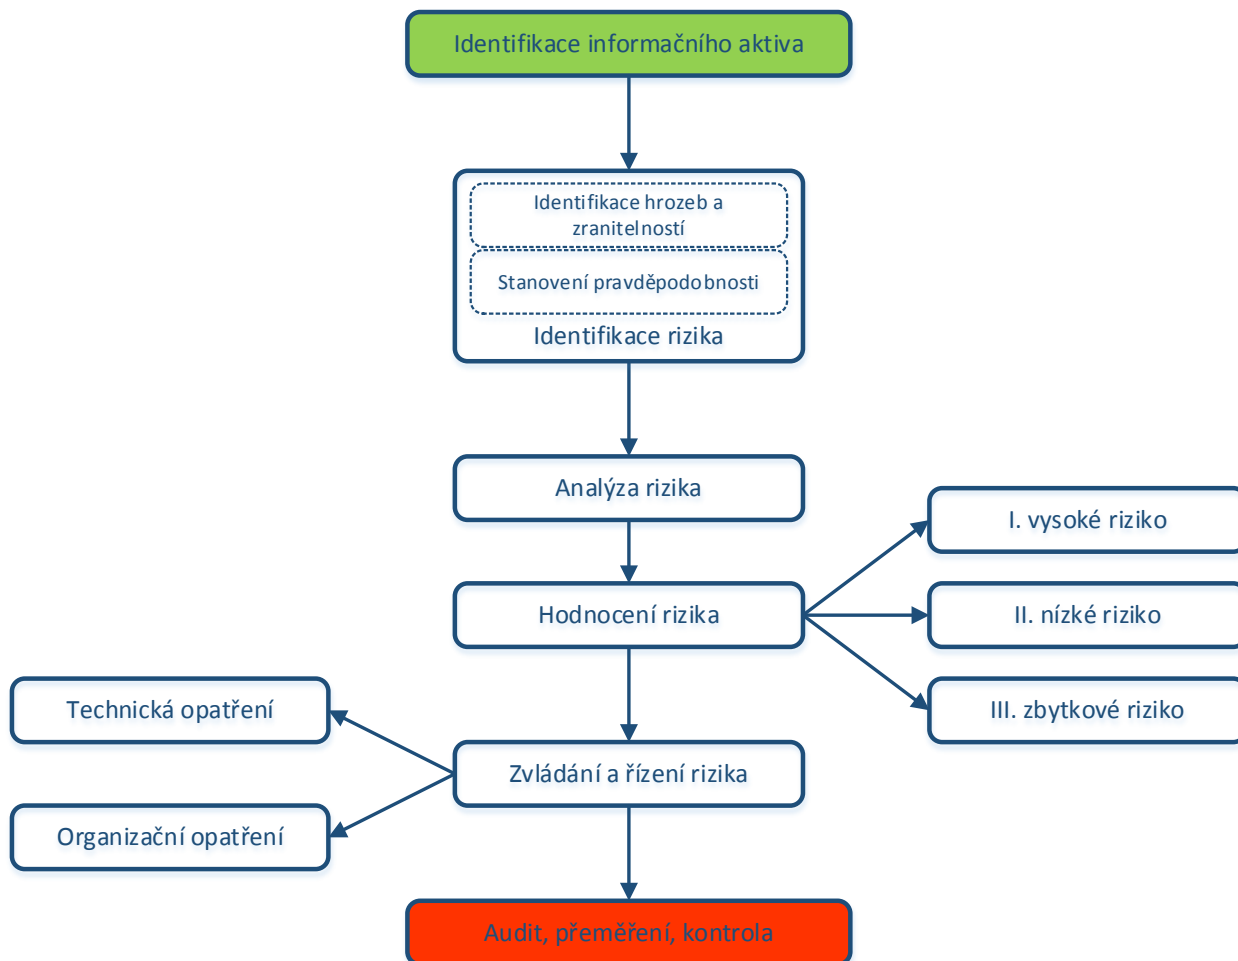 Identifikace informačního aktiva
Identifikace hrozeb a
zranitelností
Stanovení pravděpodobnosti
Identifikace rizika
Analýza rizika
I. vysoké riziko
Hodnocení rizika
II. nízké riziko
III. zbytkové riziko
Technická opatření
Zvládání a řízení rizika
Organizační opatření
Audit, přeměření, kontrola